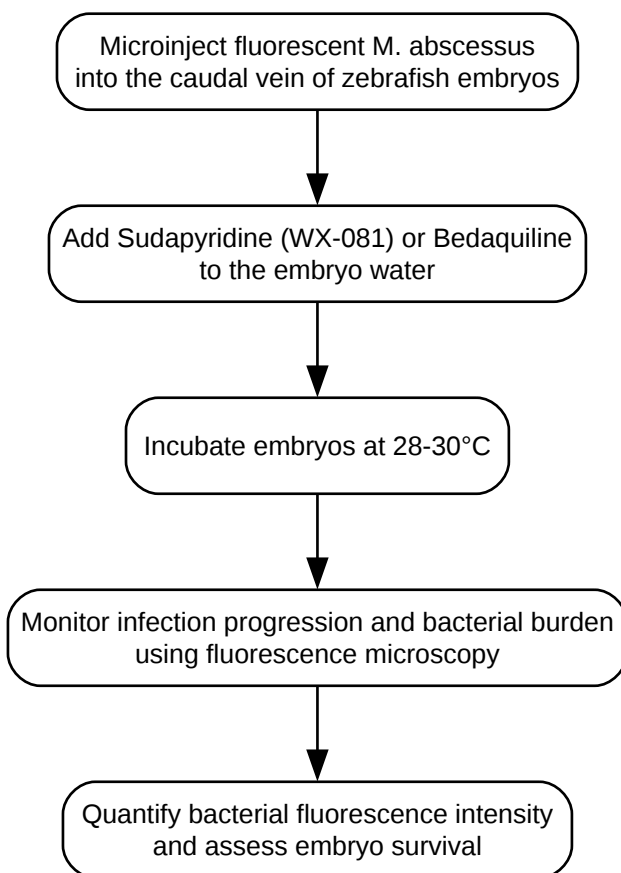 Microinject fluorescent M. abscessus
into the caudal vein of zebrafish embryos
Add Sudapyridine (WX-081) or Bedaquiline
to the embryo water
Incubate embryos at 28-30°C
Monitor infection progression and bacterial burden
using fluorescence microscopy
Quantify bacterial fluorescence intensity
and assess embryo survival